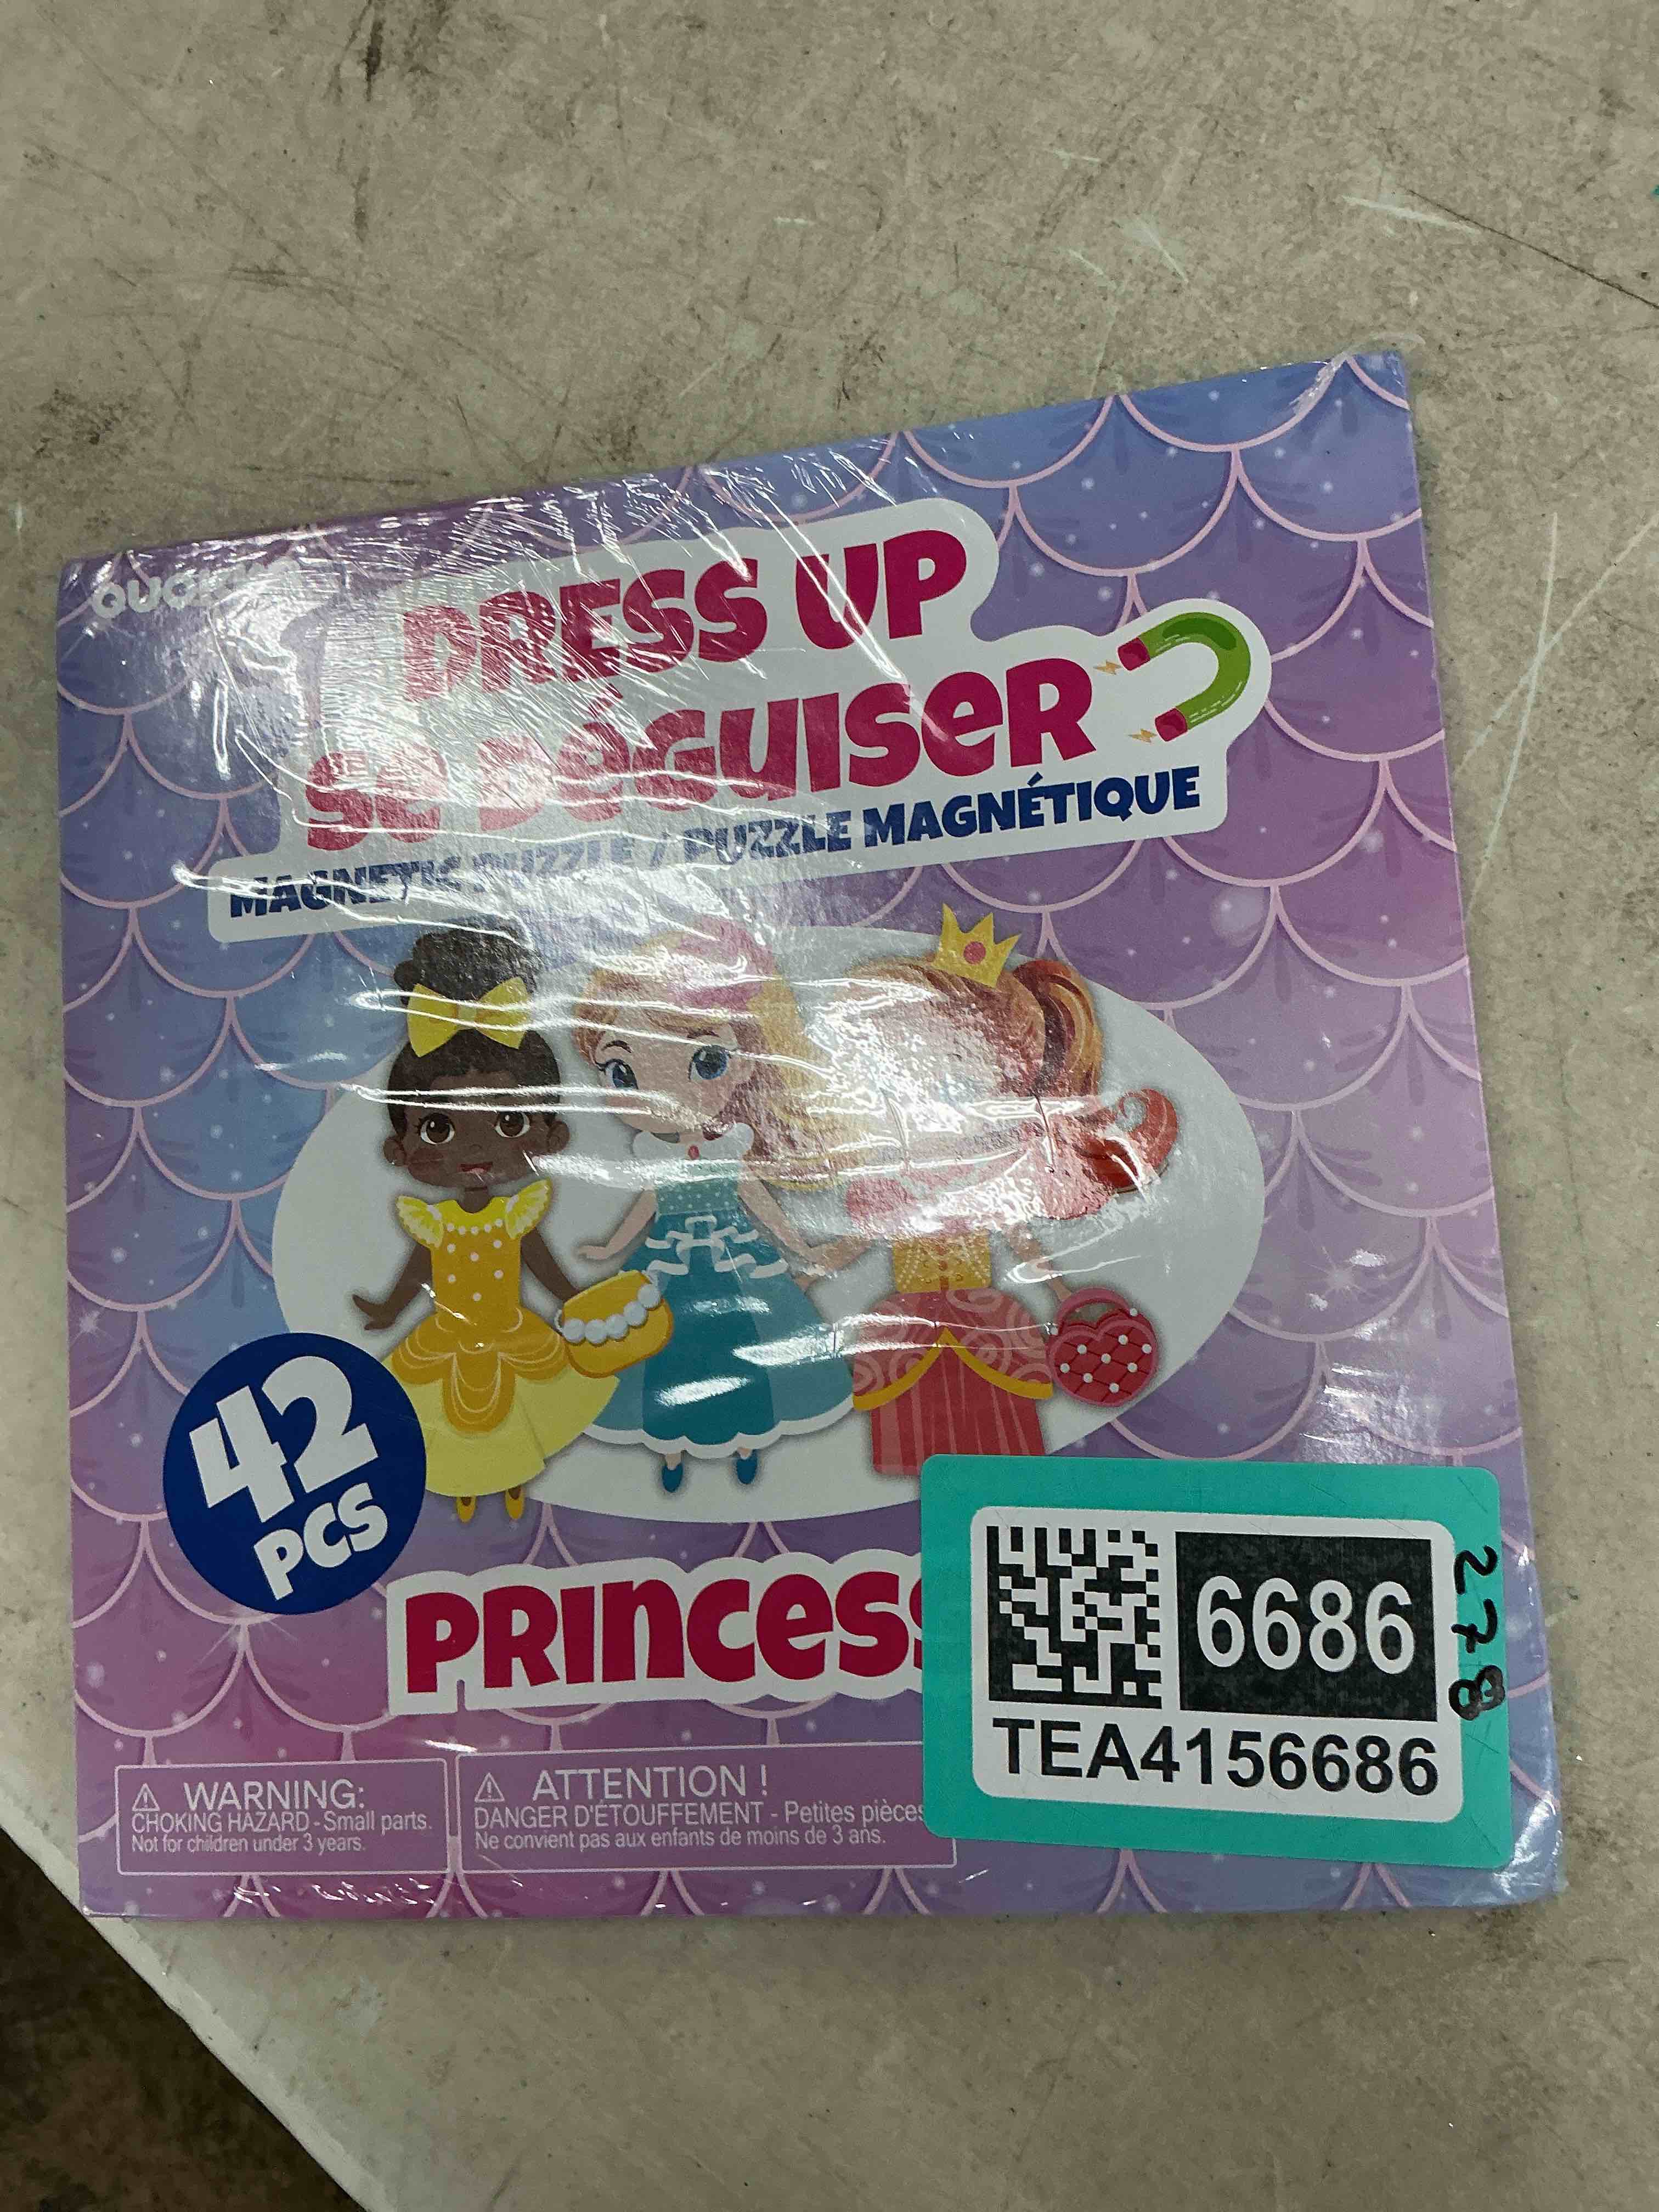 DRESS UP
SE DÉGUISER
MAGNETIC PUZZLE / PUZZLE MAGNÉTIQUE
42
PCS
6686
TEA4156686
278
WARNING:
CHOKING HAZARD - Small parts.
Not for children under 3 years.
ATTENTION !
DANGER D'ÉTOUFFEMENT - Petites pièces
Ne convient pas aux enfants de moins de 3 ans.